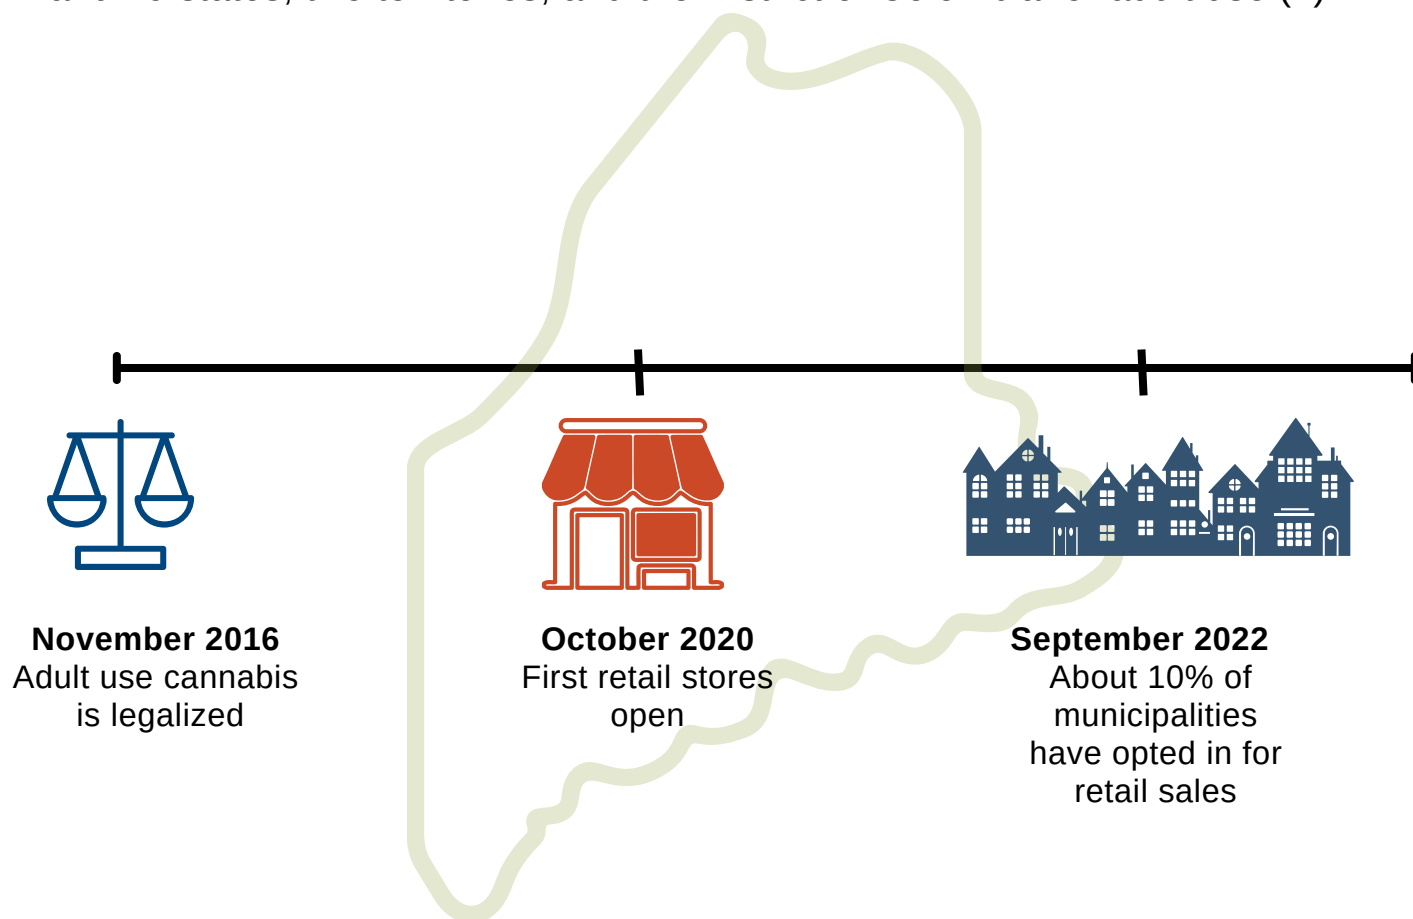 November 2016
Adult use cannabis
is legalized
October 2020
First retail stores
open
September 2022
About 10% of
municipalities
have opted in for
retail sales